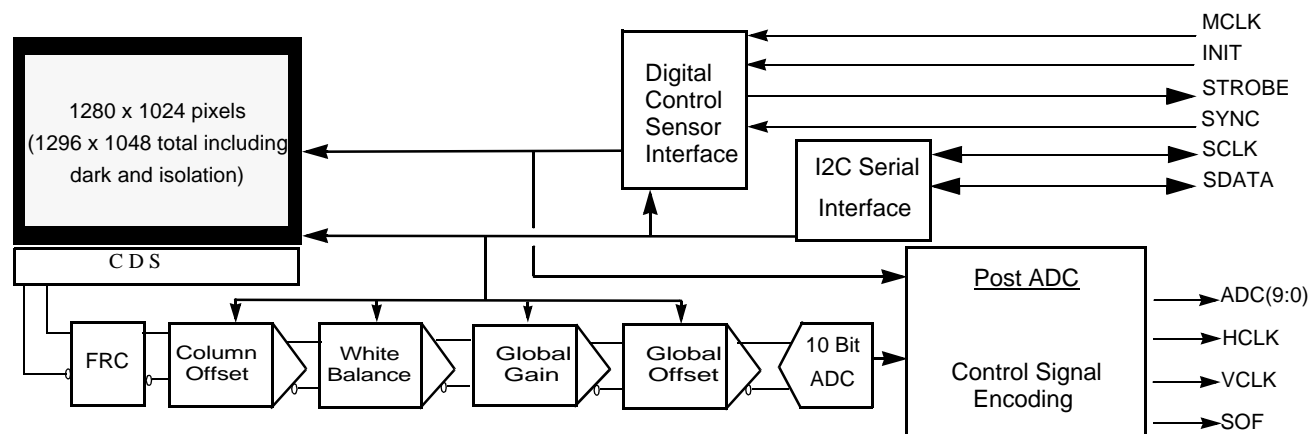 1280 x 1024 pixels
(1296 x 1048 total including
dark and isolation)
C D S
FRC
Column
Offset
White
Balance
Global
Gain
Global
Offset
10 Bit
ADC
Digital
Control
Sensor
Interface
I2C Serial
Interface
Post ADC
Control Signal
Encoding
MCLK
INIT
STROBE
SYNC
SCLK
SDATA
ADC(9:0)
HCLK
VCLK
SOF